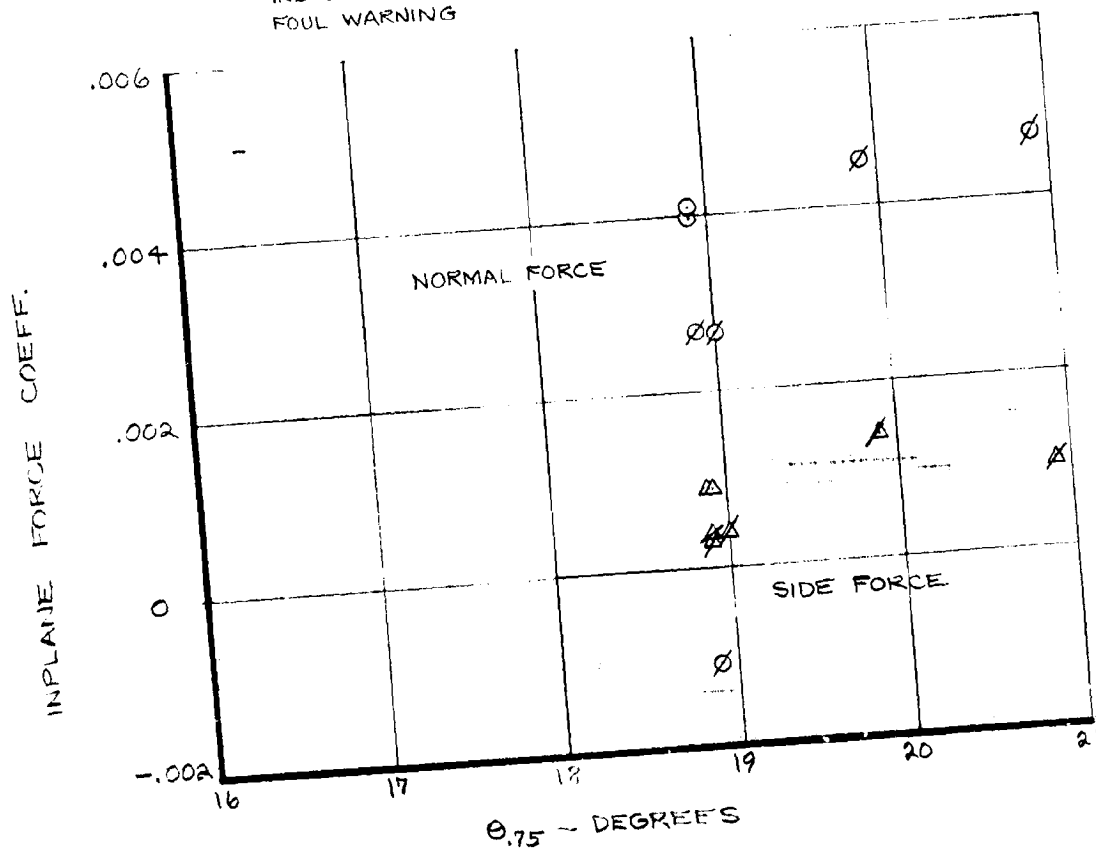 FOUL WARNING
.006
.004
.002
0
-.002
INPLANE FORCE COEFF.
NORMAL FORCE
SIDE FORCE
16 17 18 19 20 2
θ.75 ~ DEGREES